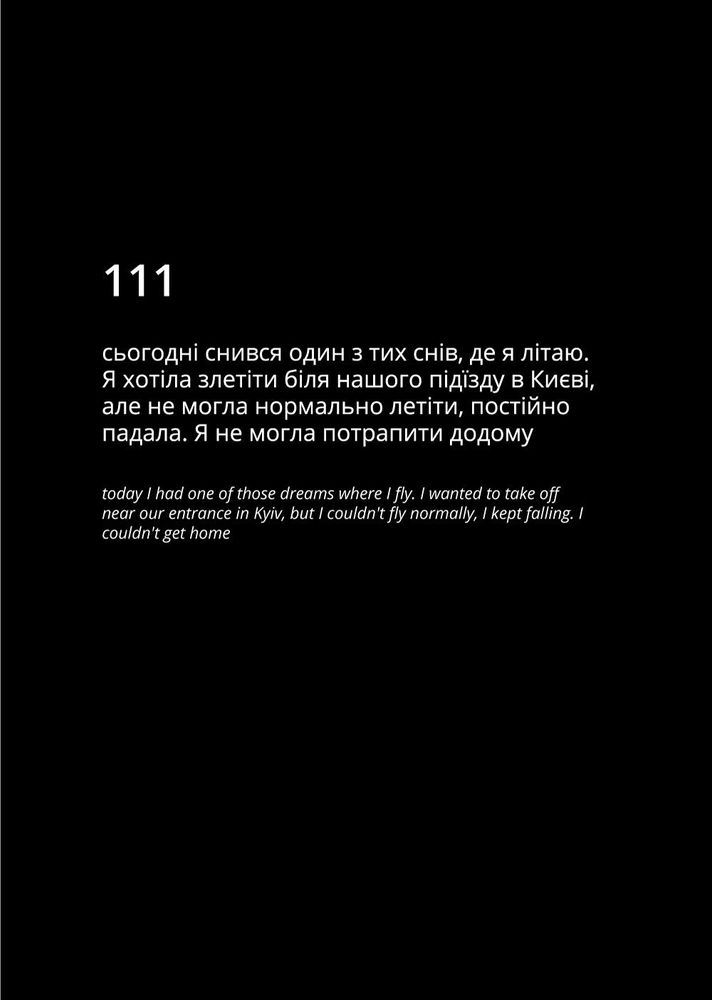 111
сьогодні снився один з тих снів, де я літаю.
Я хотіла злетіти біля нашого підїзду в Києві,
але не могла нормально летіти, постійно
падала. Я не могла потрапити додому
today I had one of those dreams where I fly. I wanted to take off
near our entrance in Kyiv, but I couldn't fly normally, I kept falling. I
couldn't get home